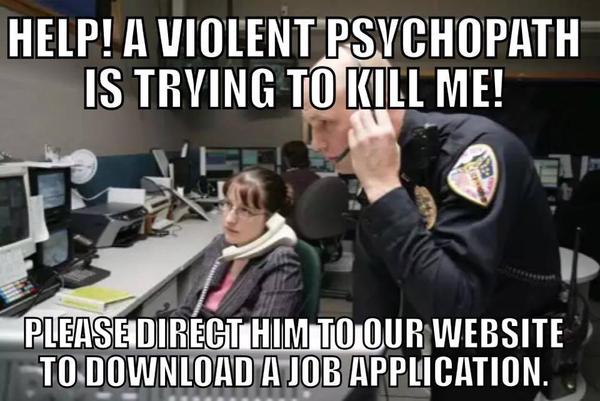 HELP! A VIOLENT PSYCHOPATH
IS TRYING TO KILL ME!
PLEASE DIRECT HIM TO OUR WEBSITE
TO DOWNLOAD A JOB APPLICATION.